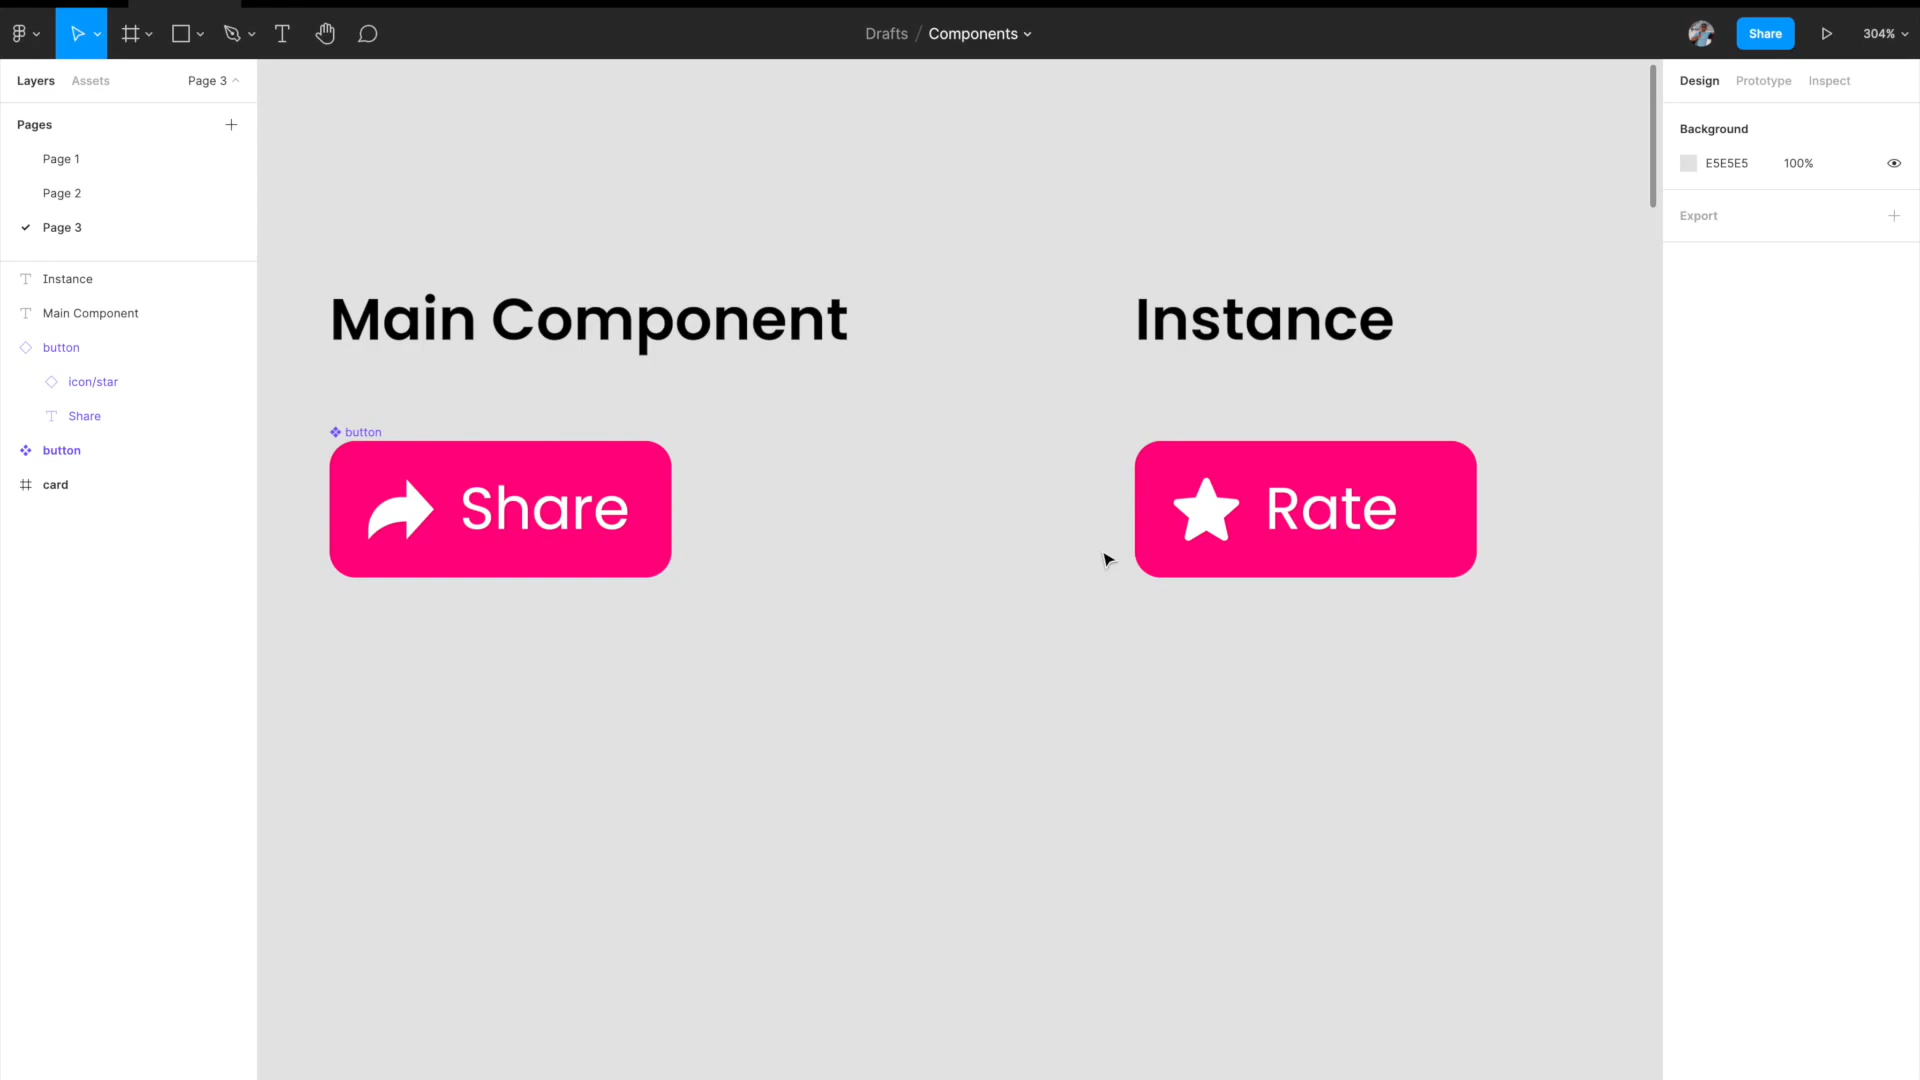 Drafts / Components
Share
304%
Layers
Assets
Page 3
Pages
Page 1
Page 2
Page 3
Instance
Main Component
button
icon/star
Share
button
card
Main Component
Instance
button
Share
Rate
Design
Prototype
Inspect
Background
E5E5E5
100%
Export